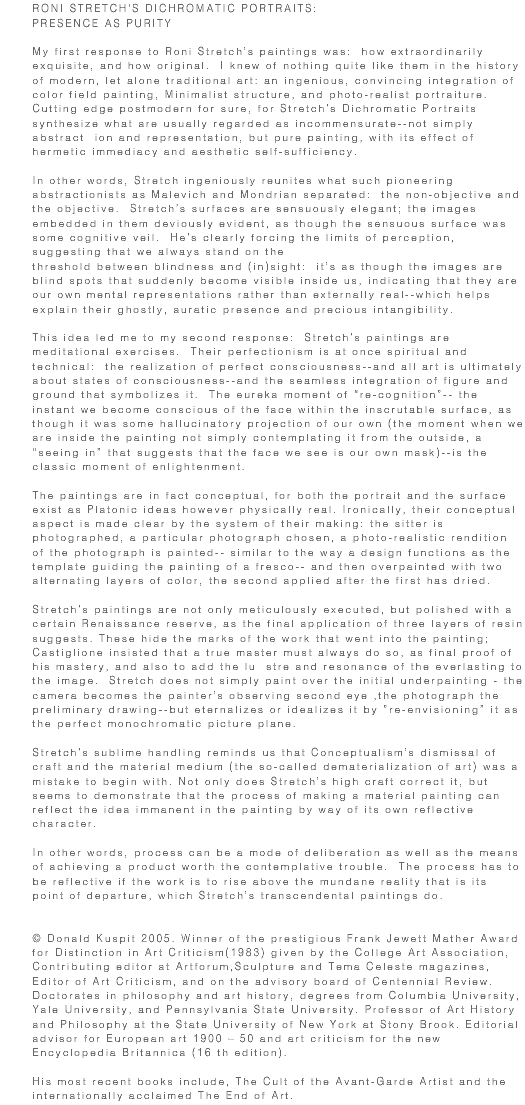 RONI STRETCH'S DICHROMATIC PORTRAITS:
PRESENCE AS PURITY
My first response to Roni Stretch's paintings was:  how extraordinarily
exquisite, and how original.  I knew of nothing quite like them in the history
of modern, let alone traditional art: an ingenious, convincing integration of
color field painting, Minimalist structure, and photo-realist portraiture.
Cutting edge postmodern for sure, for Stretch's Dichromatic Portraits
synthesize what are usually regarded as incommensurate--not simply
abstract  ion and representation, but pure painting, with its effect of
hermetic immediacy and aesthetic self-sufficiency.
In other words, Stretch ingeniously reunites what such pioneering
abstractionists as Malevich and Mondrian separated:  the non-objective and
the objective.  Stretch's surfaces are sensuously elegant; the images
embedded in them deviously evident, as though the sensuous surface was
some cognitive veil.  He's clearly forcing the limits of perception,
suggesting that we always stand on the
threshold between blindness and (in)sight:  it's as though the images are
blind spots that suddenly become visible inside us, indicating that they are
our own mental representations rather than externally real--which helps
explain their ghostly, auratic presence and precious intangibility.
This idea led me to my second response:  Stretch's paintings are
meditational exercises.  Their perfectionism is at once spiritual and
technical:  the realization of perfect consciousness--and all art is ultimately
about states of consciousness--and the seamless integration of figure and
ground that symbolizes it.  The eureka moment of "re-cognition"-- the
instant we become conscious of the face within the inscrutable surface, as
though it was some hallucinatory projection of our own (the moment when we
are inside the painting not simply contemplating it from the outside, a
"seeing in" that suggests that the face we see is our own mask)--is the
classic moment of enlightenment.
The paintings are in fact conceptual, for both the portrait and the surface
exist as Platonic ideas however physically real. Ironically, their conceptual
aspect is made clear by the system of their making: the sitter is
photographed, a particular photograph chosen, a photo-realistic rendition
of the photograph is painted-- similar to the way a design functions as the
template guiding the painting of a fresco-- and then overpainted with two
alternating layers of color, the second applied after the first has dried.
Stretch's paintings are not only meticulously executed, but polished with a
certain Renaissance reserve, as the final application of three layers of resin
suggests. These hide the marks of the work that went into the painting;
Castiglione insisted that a true master must always do so, as final proof of
his mastery, and also to add the lu  stre and resonance of the everlasting to
the image.  Stretch does not simply paint over the initial underpainting - the
camera becomes the painter's observing second eye ,the photograph the
preliminary drawing--but eternalizes or idealizes it by "re-envisioning" it as
the perfect monochromatic picture plane.
Stretch's sublime handling reminds us that Conceptualism's dismissal of
craft and the material medium (the so-called dematerialization of art) was a
mistake to begin with. Not only does Stretch's high craft correct it, but
seems to demonstrate that the process of making a material painting can
reflect the idea immanent in the painting by way of its own reflective
character.
In other words, process can be a mode of deliberation as well as the means
of achieving a product worth the contemplative trouble.  The process has to
be reflective if the work is to rise above the mundane reality that is its
point of departure, which Stretch's transcendental paintings do.
© Donald Kuspit 2005. Winner of the prestigious Frank Jewett Mather Award
for Distinction in Art Criticism(1983) given by the College Art Association,
Contributing editor at Artforum,Sculpture and Tema Celeste magazines,
Editor of Art Criticism, and on the advisory board of Centennial Review.
Doctorates in philosophy and art history, degrees from Columbia University,
Yale University, and Pennsylvania State University. Professor of Art History
and Philosophy at the State University of New York at Stony Brook. Editorial
advisor for European art 1900 – 50 and art criticism for the new
Encyclopedia Britannica (16 th edition).
His most recent books include, The Cult of the Avant-Garde Artist and the
internationally acclaimed The End of Art.